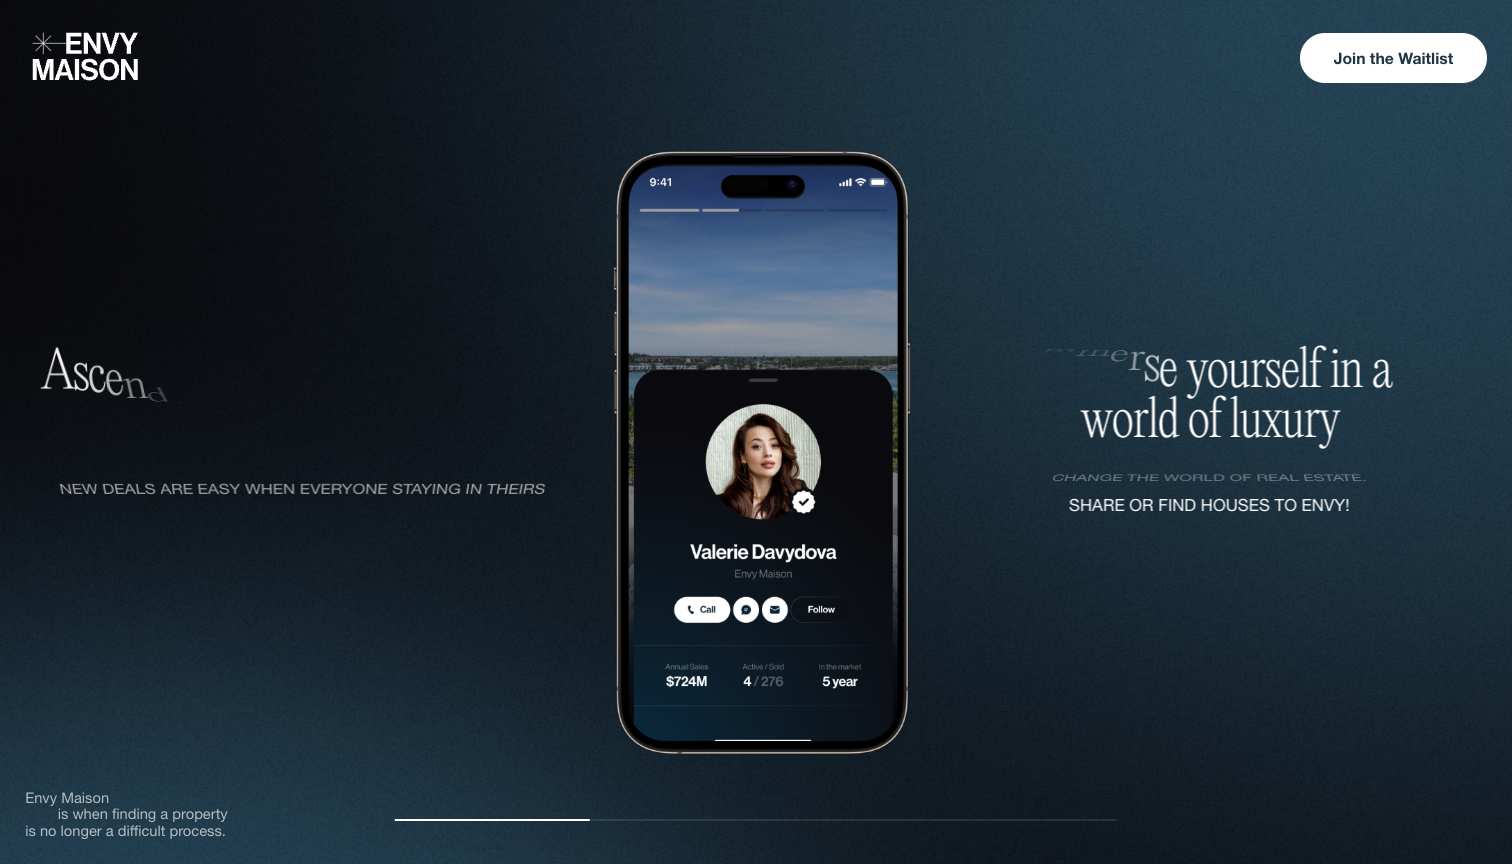 ENVY
MAISON
Join the Waitlist
9:41
Ascend
NEW DEALS ARE EASY WHEN EVERYONE STAYING IN THEIRS
yourself in a
world of luxury
CHANGE THE WORLD OF REAL ESTATE.
SHARE OR FIND HOUSES TO ENVY!
Valerie Davydova
Envy Maison
Call
Follow
Annual Sales
Active / Sold
In the market
$724M
4 / 276
5 year
Envy Maison
is when finding a property
is no longer a difficult process.